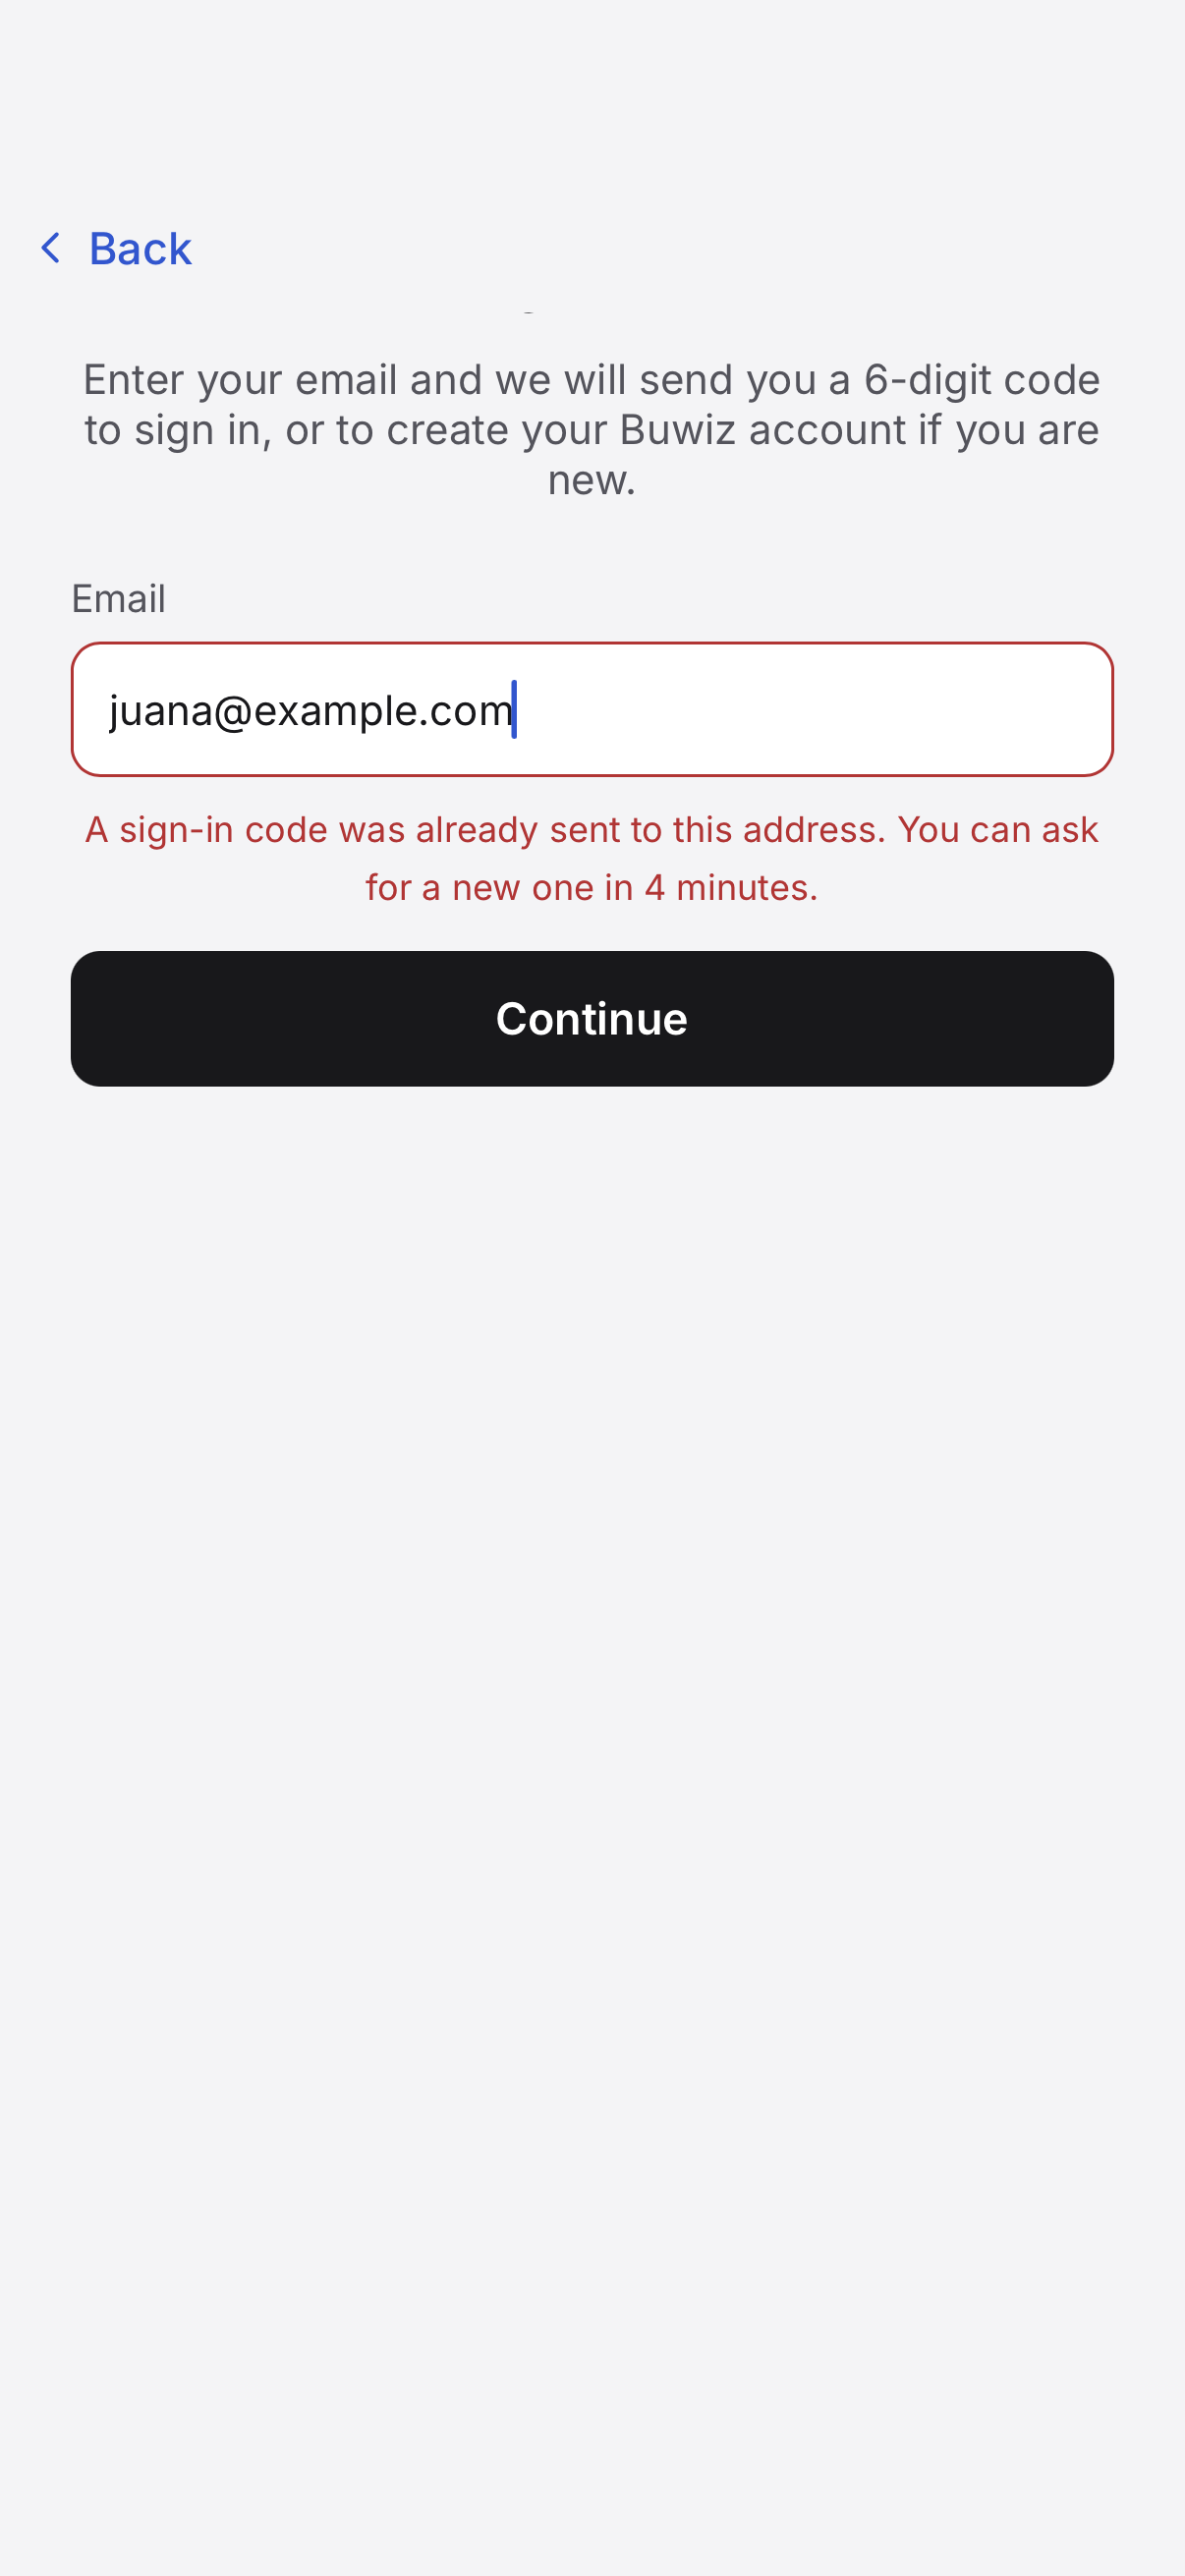 Back
Enter your email and we will send you a 6-digit code
to sign in, or to create your Buwiz account if you are
new.
Email
juana@example.com
A sign-in code was already sent to this address. You can ask
for a new one in 4 minutes.
Continue